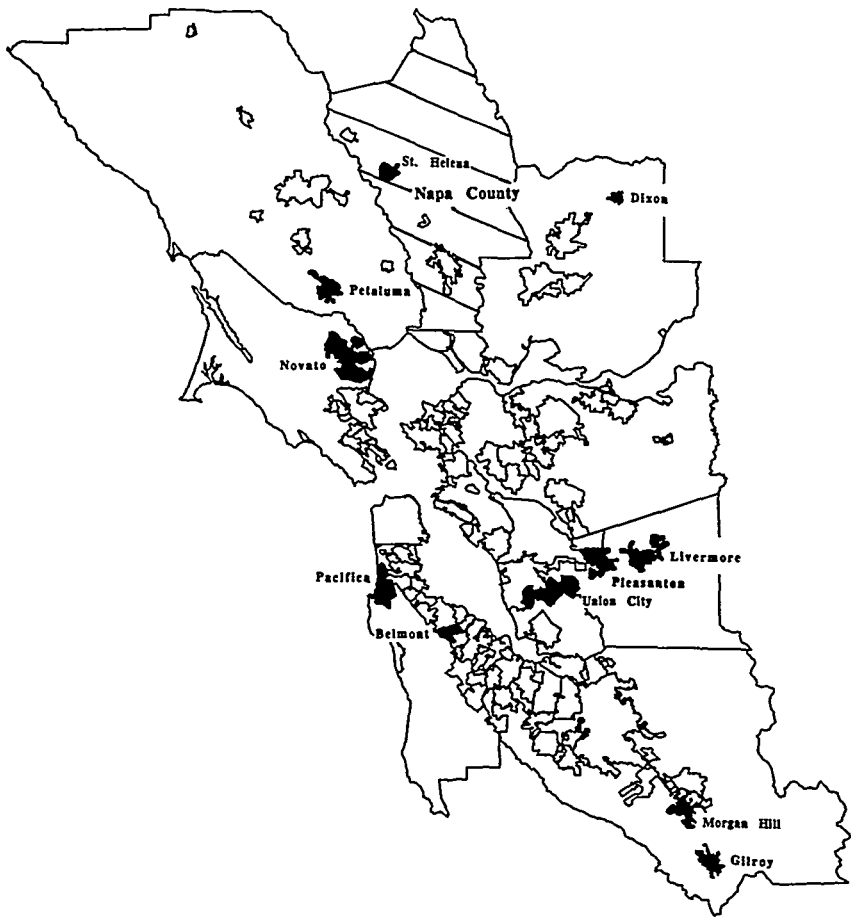 St. Helena
Napa County
Dixon
Petaluma
Novato
Livermore
Pleasanton
Pacifica
Union City
Belmont
Morgan Hill
Gilroy